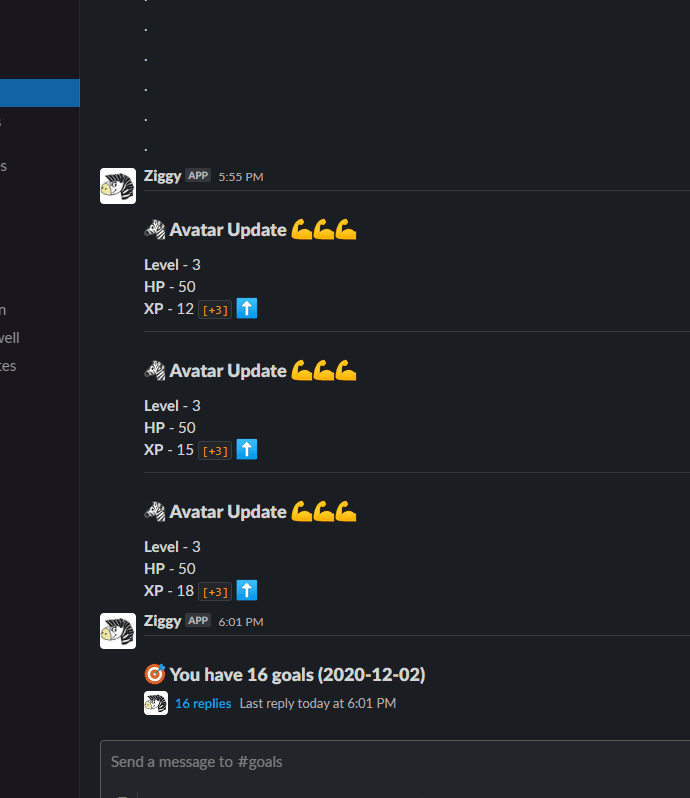 .
.
.
.
.
Ziggy APP 5:55 PM
Avatar Update
Level - 3
HP - 50
XP - 12 [+3]
Avatar Update
Level - 3
HP - 50
XP - 15 [+3]
Avatar Update
Level - 3
HP - 50
XP - 18 [+3]
Ziggy APP 6:01 PM
You have 16 goals (2020-12-02)
16 replies Last reply today at 6:01 PM
Send a message to #goals